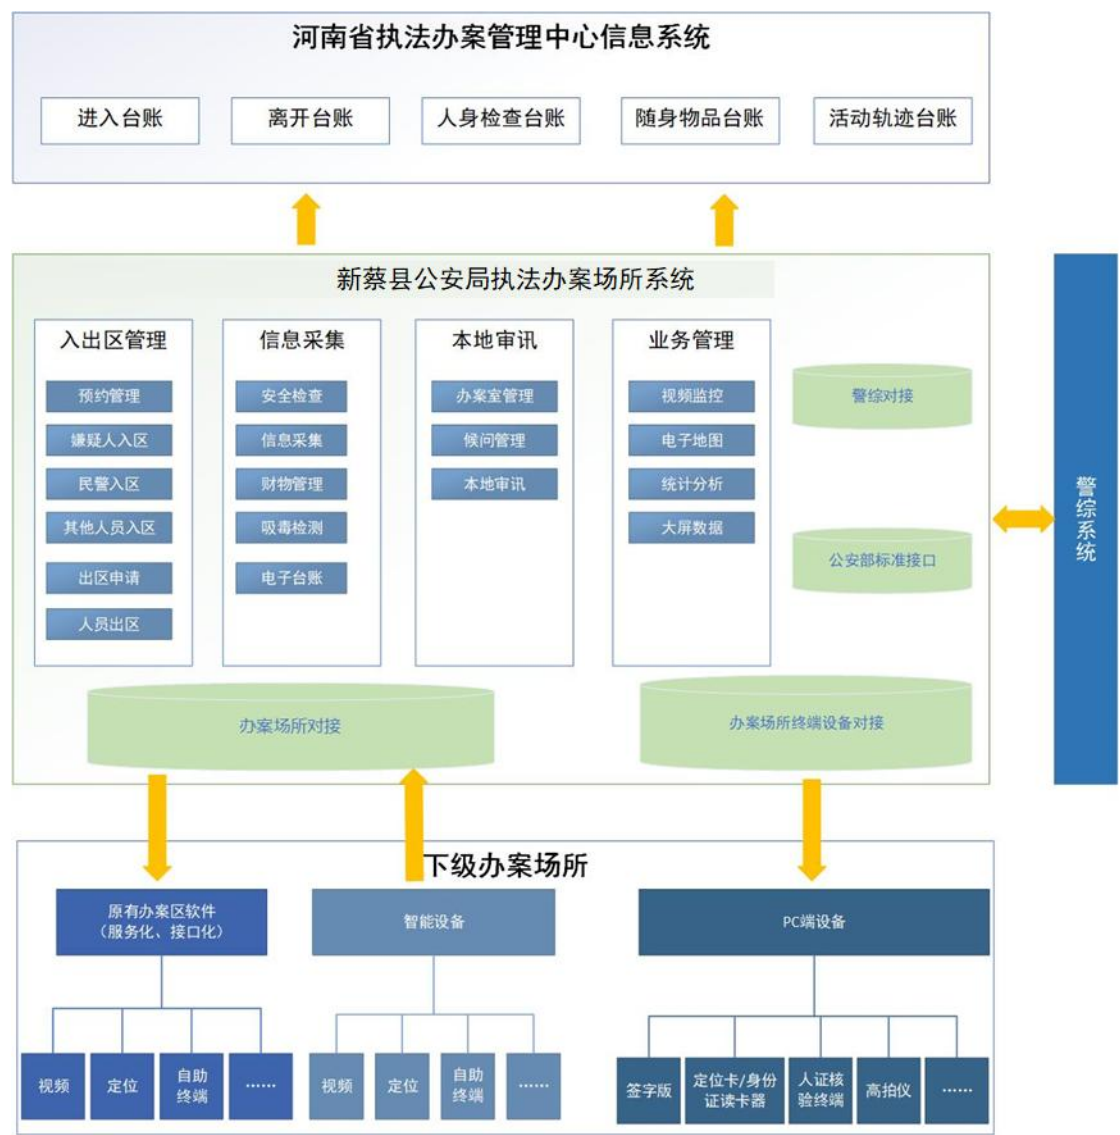 河南省执法办案管理中心信息系统
进入台账
离开台账
人身检查台账
随身物品台账
活动轨迹台账
新蔡县公安局执法办案场所系统
入出区管理
预约管理
嫌疑人入区
民警入区
其他人员入区
出区申请
人员出区
信息采集
安全检查
信息采集
财物管理
吸毒检测
电子台账
本地审讯
办案室管理
候问管理
本地审讯
业务管理
视频监控
电子地图
统计分析
大屏数据
警综对接
公安部标准接口
办案场所对接
办案场所终端设备对接
警综系统
下级办案场所
原有办案区软件
（服务化、接口化）
视频
定位
自助
终端
……
智能设备
视频
定位
自助
终端
……
PC端设备
签字版
定位卡/身份
证读卡器
人证核
验终端
高拍仪
……